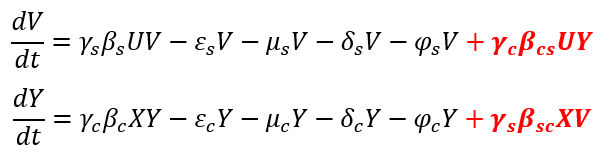 dV/dt = γ_sβ_sUV − ε_sV − μ_sV − δ_sV − φ_sV + γ_cβ_csUY
dY/dt = γ_cβ_cXY − ε_cY − μ_cY − δ_cY − φ_cY + γ_sβ_scXV